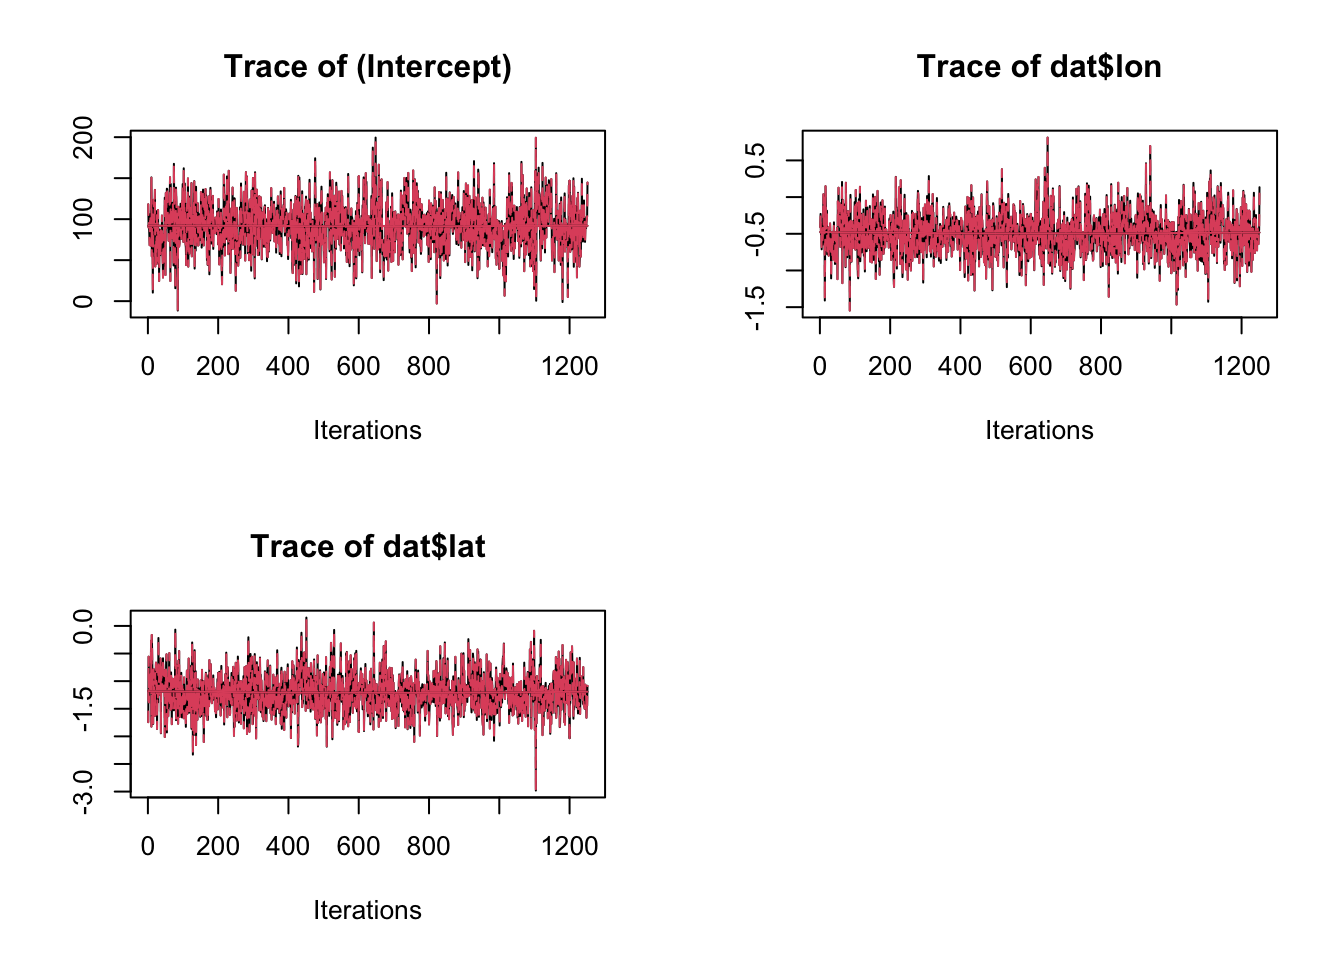 Trace of (Intercept)
200
100
0
0 200 400 600 800 1200
Iterations
Trace of dat$lon
0.5
-0.5
-1.5
0 200 400 600 800 1200
Iterations
Trace of dat$lat
0.0
-1.5
-3.0
0 200 400 600 800 1200
Iterations